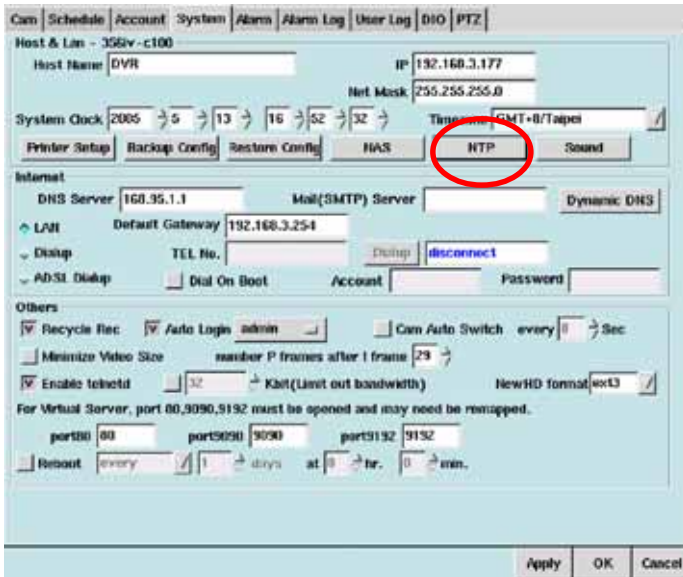 Cam Schedule Account System Alarm Alarm Log User Log DIO PTZ
Host & Lan - 356iv-c100
Host Name DVR IP 192.168.3.177
Net Mask 255.255.255.0
System Clock 2005 5 13 16 52 32 Timezone GMT+8/Taipei
Printer Setup Backup Config Restore Config NAS NTP Sound
Internet
DNS Server 168.95.1.1 Mail(SMTP) Server Dynamic DNS
LAN Default Gateway 192.168.3.254
Dialup TEL No. Dialup disconnect
ADSL Dialup Dial On Boot Account Password
Others
Recycle Rec Auto Login admin Cam Auto Switch every 8 Sec
Minimize Video Size number P frames after I frame 29
Enable telnetd 32 Kbit(Limit out bandwidth) NewHD format ext3
For Virtual Server, port 80,9090,9192 must be opened and may need be remapped.
port80 80 port9090 9090 port9192 9192
Reboot every 1 days at 0 hr. 0 min.
Apply OK Cancel